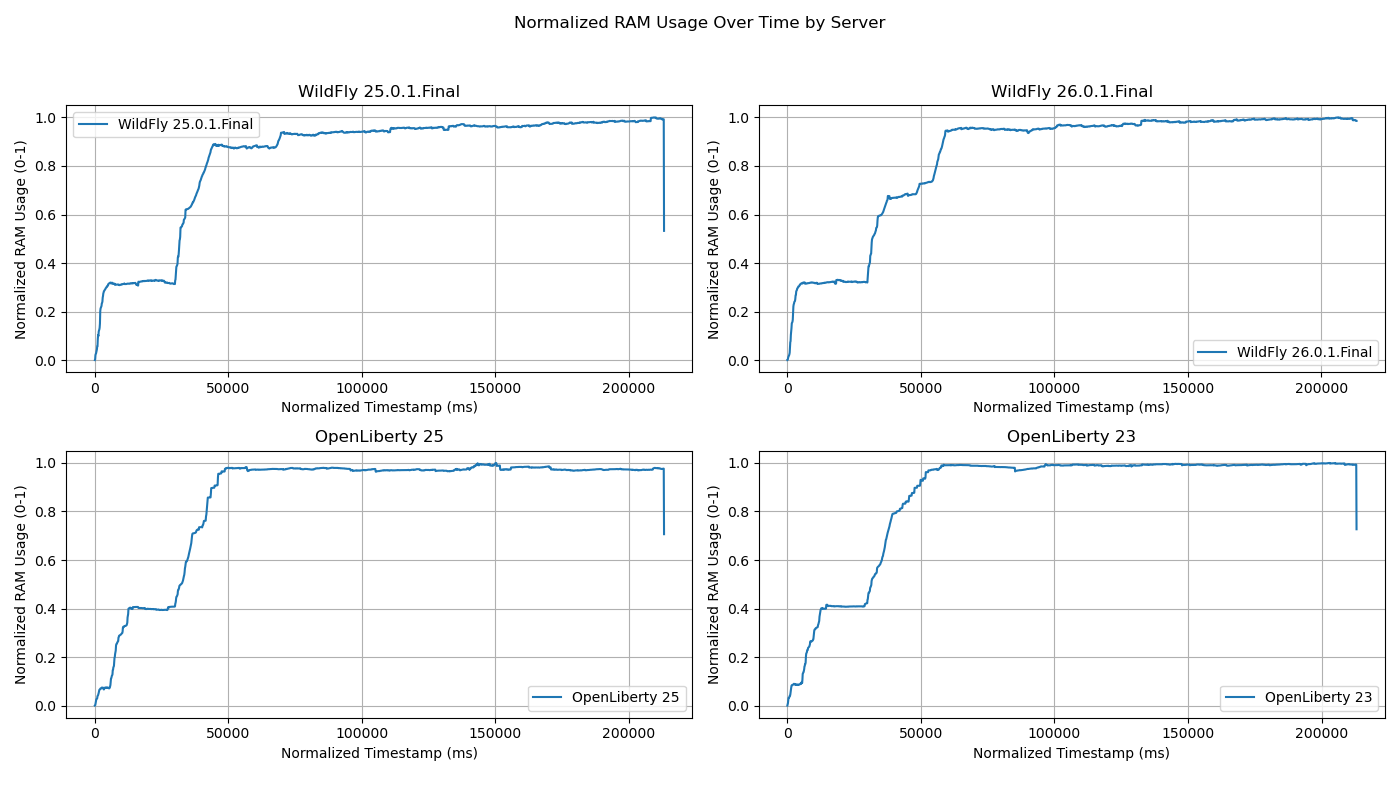 Normalized RAM Usage Over Time by Server
WildFly 25.0.1.Final
Normalized RAM Usage (0-1)
1.0
0.8
0.6
0.4
0.2
0.0
WildFly 25.0.1.Final
0 50000 100000 150000 200000
Normalized Timestamp (ms)
WildFly 26.0.1.Final
Normalized RAM Usage (0-1)
1.0
0.8
0.6
0.4
0.2
0.0
WildFly 26.0.1.Final
0 50000 100000 150000 200000
Normalized Timestamp (ms)
OpenLiberty 25
Normalized RAM Usage (0-1)
1.0
0.8
0.6
0.4
0.2
0.0
OpenLiberty 25
0 50000 100000 150000 200000
Normalized Timestamp (ms)
OpenLiberty 23
Normalized RAM Usage (0-1)
1.0
0.8
0.6
0.4
0.2
0.0
OpenLiberty 23
0 50000 100000 150000 200000
Normalized Timestamp (ms)